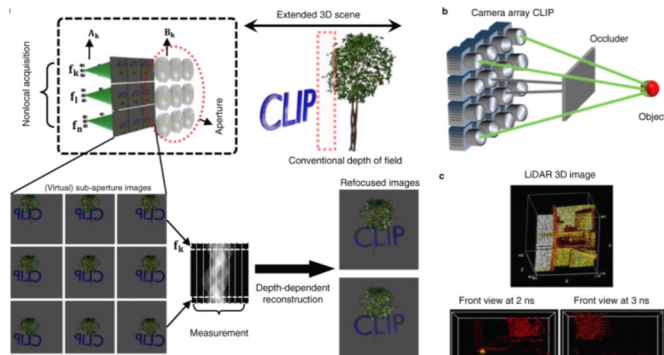 A_k
B_k
Extended 3D scene
Nonlocal acquisition
f_k
f_l
f_n
Aperture
CLIP
Conventional depth of field
(Virtual) sub-aperture images
CLIP
CLIP
CLIP
CLIP
CLIP
CLIP
CLIP
CLIP
CLIP
f_k
Measurement
Depth-dependent
reconstruction
Refocused images
CLIP
CLIP
b
Camera array CLIP
Occluder
Object
c
LiDAR 3D image
Front view at 2 ns
Front view at 3 ns